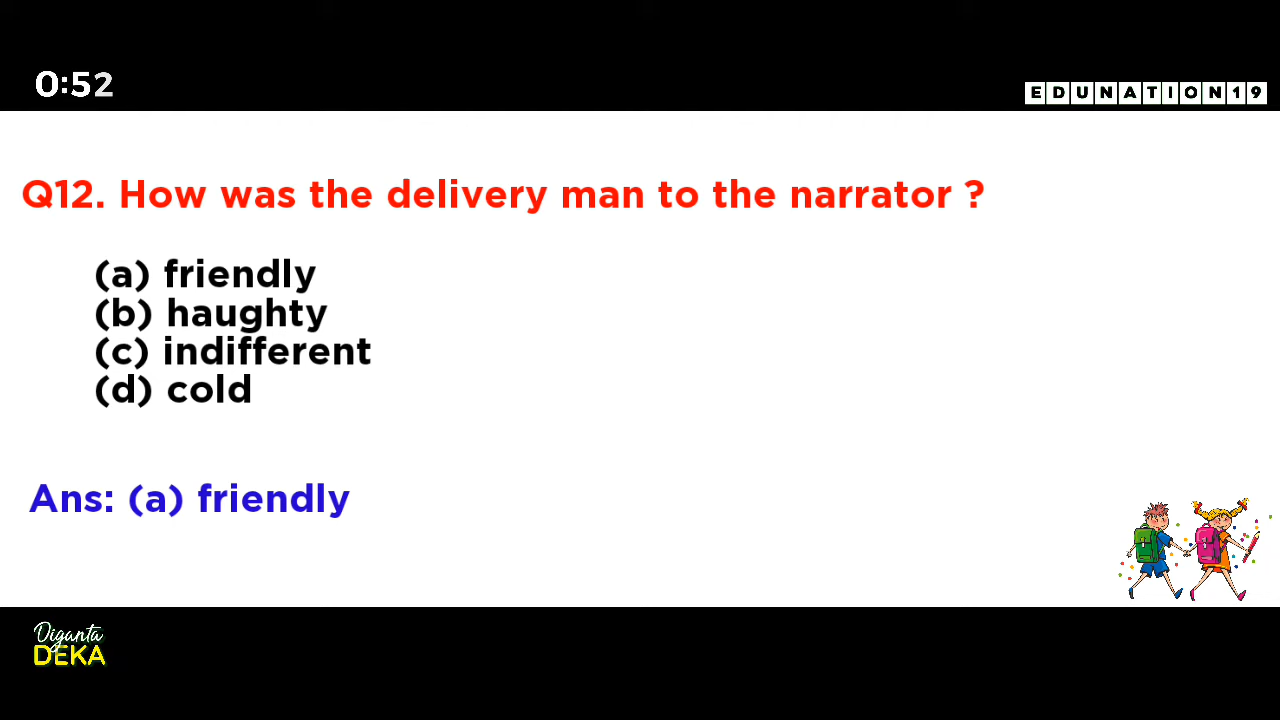 0:52
EDUNATION19
Q12. How was the delivery man to the narrator ?
(a) friendly
(b) haughty
(c) indifferent
(d) cold
Ans: (a) friendly
Diganta
DEKA